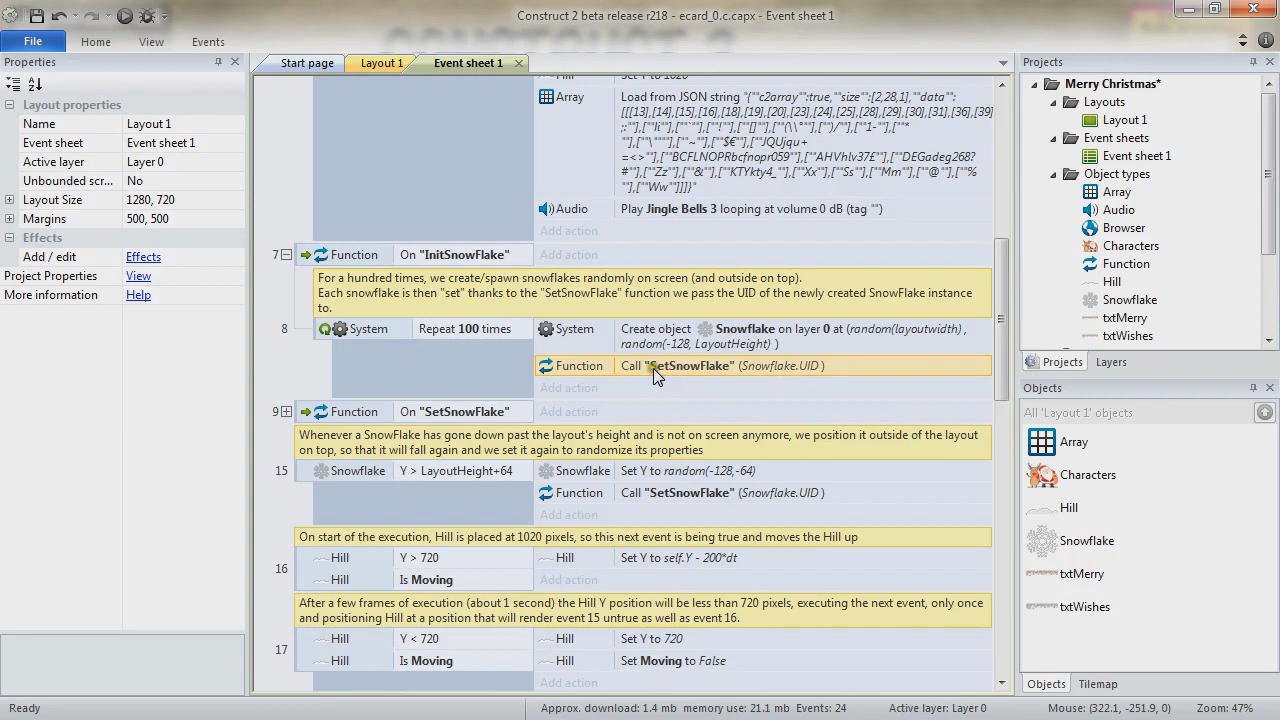 Construct 2 beta release r218 - ecard_0.c.capx - Event sheet 1
File
Home
View
Events
Properties
Layout properties
Name Layout 1
Event sheet Event sheet 1
Active layer Layer 0
Unbounded scr... No
Layout Size 1280, 720
Margins 500, 500
Effects
Add / edit Effects
Project Properties View
More information Help
Start page
Layout 1
Event sheet 1
Array Load from JSON string "{""c2array"":true,""size"":[2,28,1],""data"":
[[[13],[14],[15],[16],[18],[19],[20],[23],[24],[25],[28],[29],[30],[31],[36],[39]
Audio Play Jingle Bells 3 looping at volume 0 dB (tag "")
Add action
7 Function On "InitSnowFlake" Add action
For a hundred times, we create/spawn snowflakes randomly on screen (and outside on top).
Each snowflake is then "set" thanks to the "SetSnowFlake" function we pass the UID of the newly created SnowFlake instance
to.
8 System Repeat 100 times System Create object Snowflake on layer 0 at (random(layoutwidth) ,
random(-128, LayoutHeight) )
Function Call "SetSnowFlake" (Snowflake.UID )
Add action
9 Function On "SetSnowFlake" Add action
Whenever a SnowFlake has gone down past the layout's height and is not on screen anymore, we position it outside of the layout
on top, so that it will fall again and we set it again to randomize its properties
15 Snowflake Y > LayoutHeight+64 Snowflake Set Y to random(-128,-64)
Function Call "SetSnowFlake" (Snowflake.UID )
Add action
On start of the execution, Hill is placed at 1020 pixels, so this next event is being true and moves the Hill up
16 Hill Y > 720 Hill Set Y to self.Y - 200*dt
Hill Is Moving Add action
After a few frames of execution (about 1 second) the Hill Y position will be less than 720 pixels, executing the next event, only once
and positioning Hill at a position that will render event 15 untrue as well as event 16.
17 Hill Y < 720 Hill Set Y to 720
Hill Is Moving Hill Set Moving to False
Add action
Projects
Merry Christmas*
Layouts
Layout 1
Event sheets
Event sheet 1
Object types
Array
Audio
Browser
Characters
Function
Hill
Snowflake
txtMerry
txtWishes
Projects Layers
Objects
All 'Layout 1' objects
Array
Characters
Hill
Snowflake
txtMerry
txtWishes
Objects Tilemap
Ready
Approx. download: 1.4 mb memory use: 21.1 mb Events: 24 Active layer: Layer 0 Mouse: (322.1, -251.9, 0) Zoom: 47%